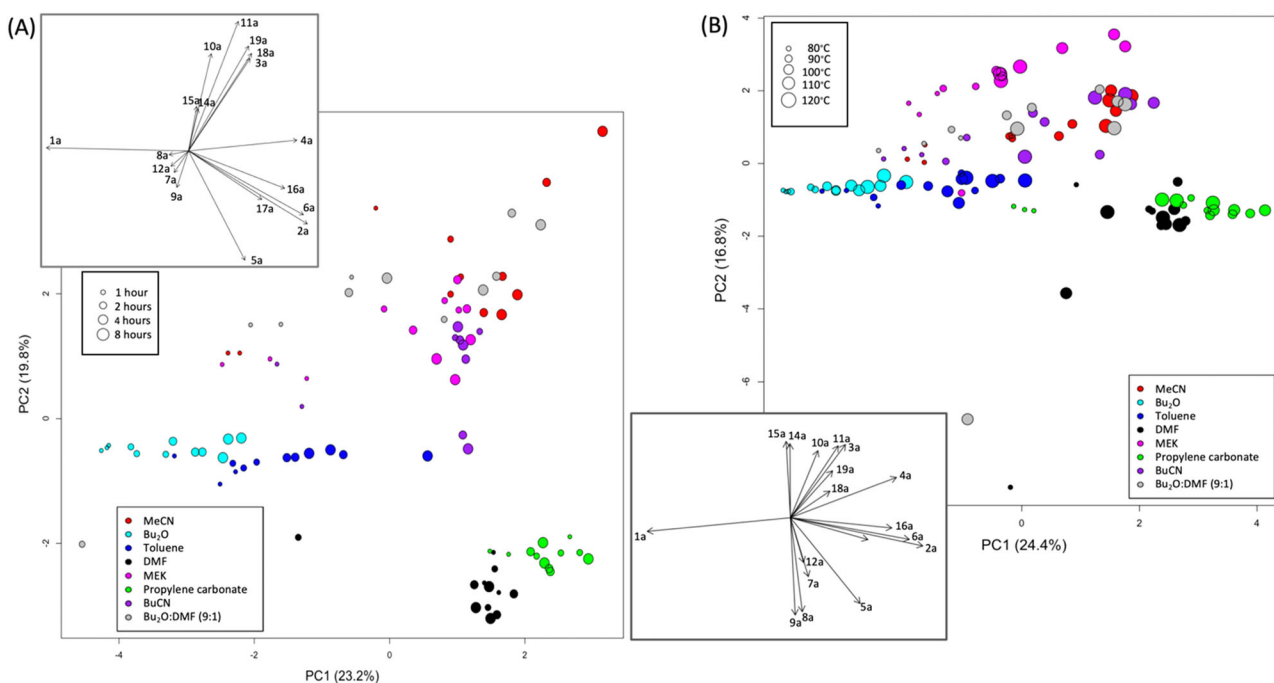 (A)
11a
19a
18a
3a
10a
15a
14a
1a
4a
8a
12a
7a
9a
16a
17a
6a
2a
5a
1 hour
2 hours
4 hours
8 hours
2
0
-2
PC2 (19.8%)
MeCN
Bu₂O
Toluene
DMF
MEK
Propylene carbonate
BuCN
Bu₂O:DMF (9:1)
-4
-2
0
2
PC1 (23.2%)
(B)
80°C
90°C
100°C
110°C
120°C
4
2
0
-2
-4
-6
PC2 (16.8%)
MeCN
Bu₂O
Toluene
DMF
MEK
Propylene carbonate
BuCN
Bu₂O:DMF (9:1)
0
2
4
PC1 (24.4%)
15a
14a
10a
11a
3a
19a
18a
4a
1a
16a
6a
2a
12a
7a
5a
9a
8a